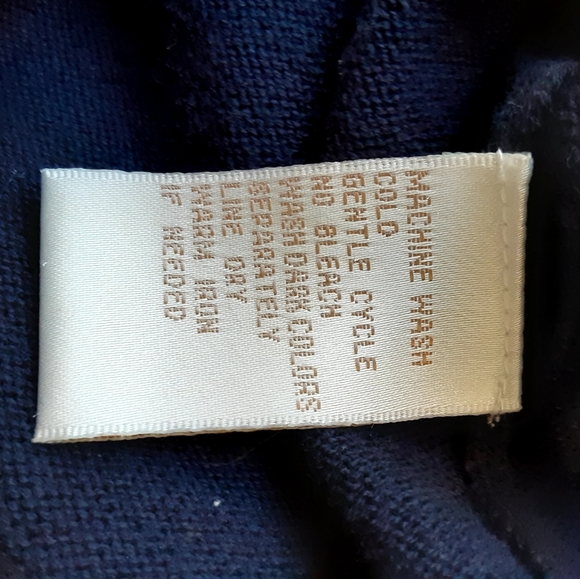 MACHINE WASH
COLD
GENTLE CYCLE
NO BLEACH
WASH DARK COLORS
SEPARATELY
LINE DRY
WARM IRON
IF NEEDED